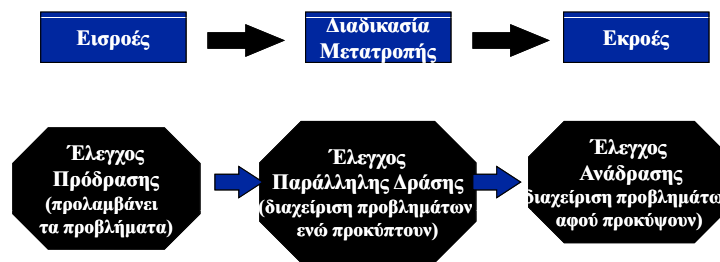 Εισροές
Διαδικασία
Μετατροπής
Εκροές
Έλεγχος
Πρόδρασης
(προλαμβάνει
τα προβλήματα)
Έλεγχος
Παράλληλης Δράσης
(διαχείριση προβλημάτων
ενώ προκύπτουν)
Έλεγχος
Ανάδρασης
διαχείριση προβλημάτω
αφού προκύψουν)